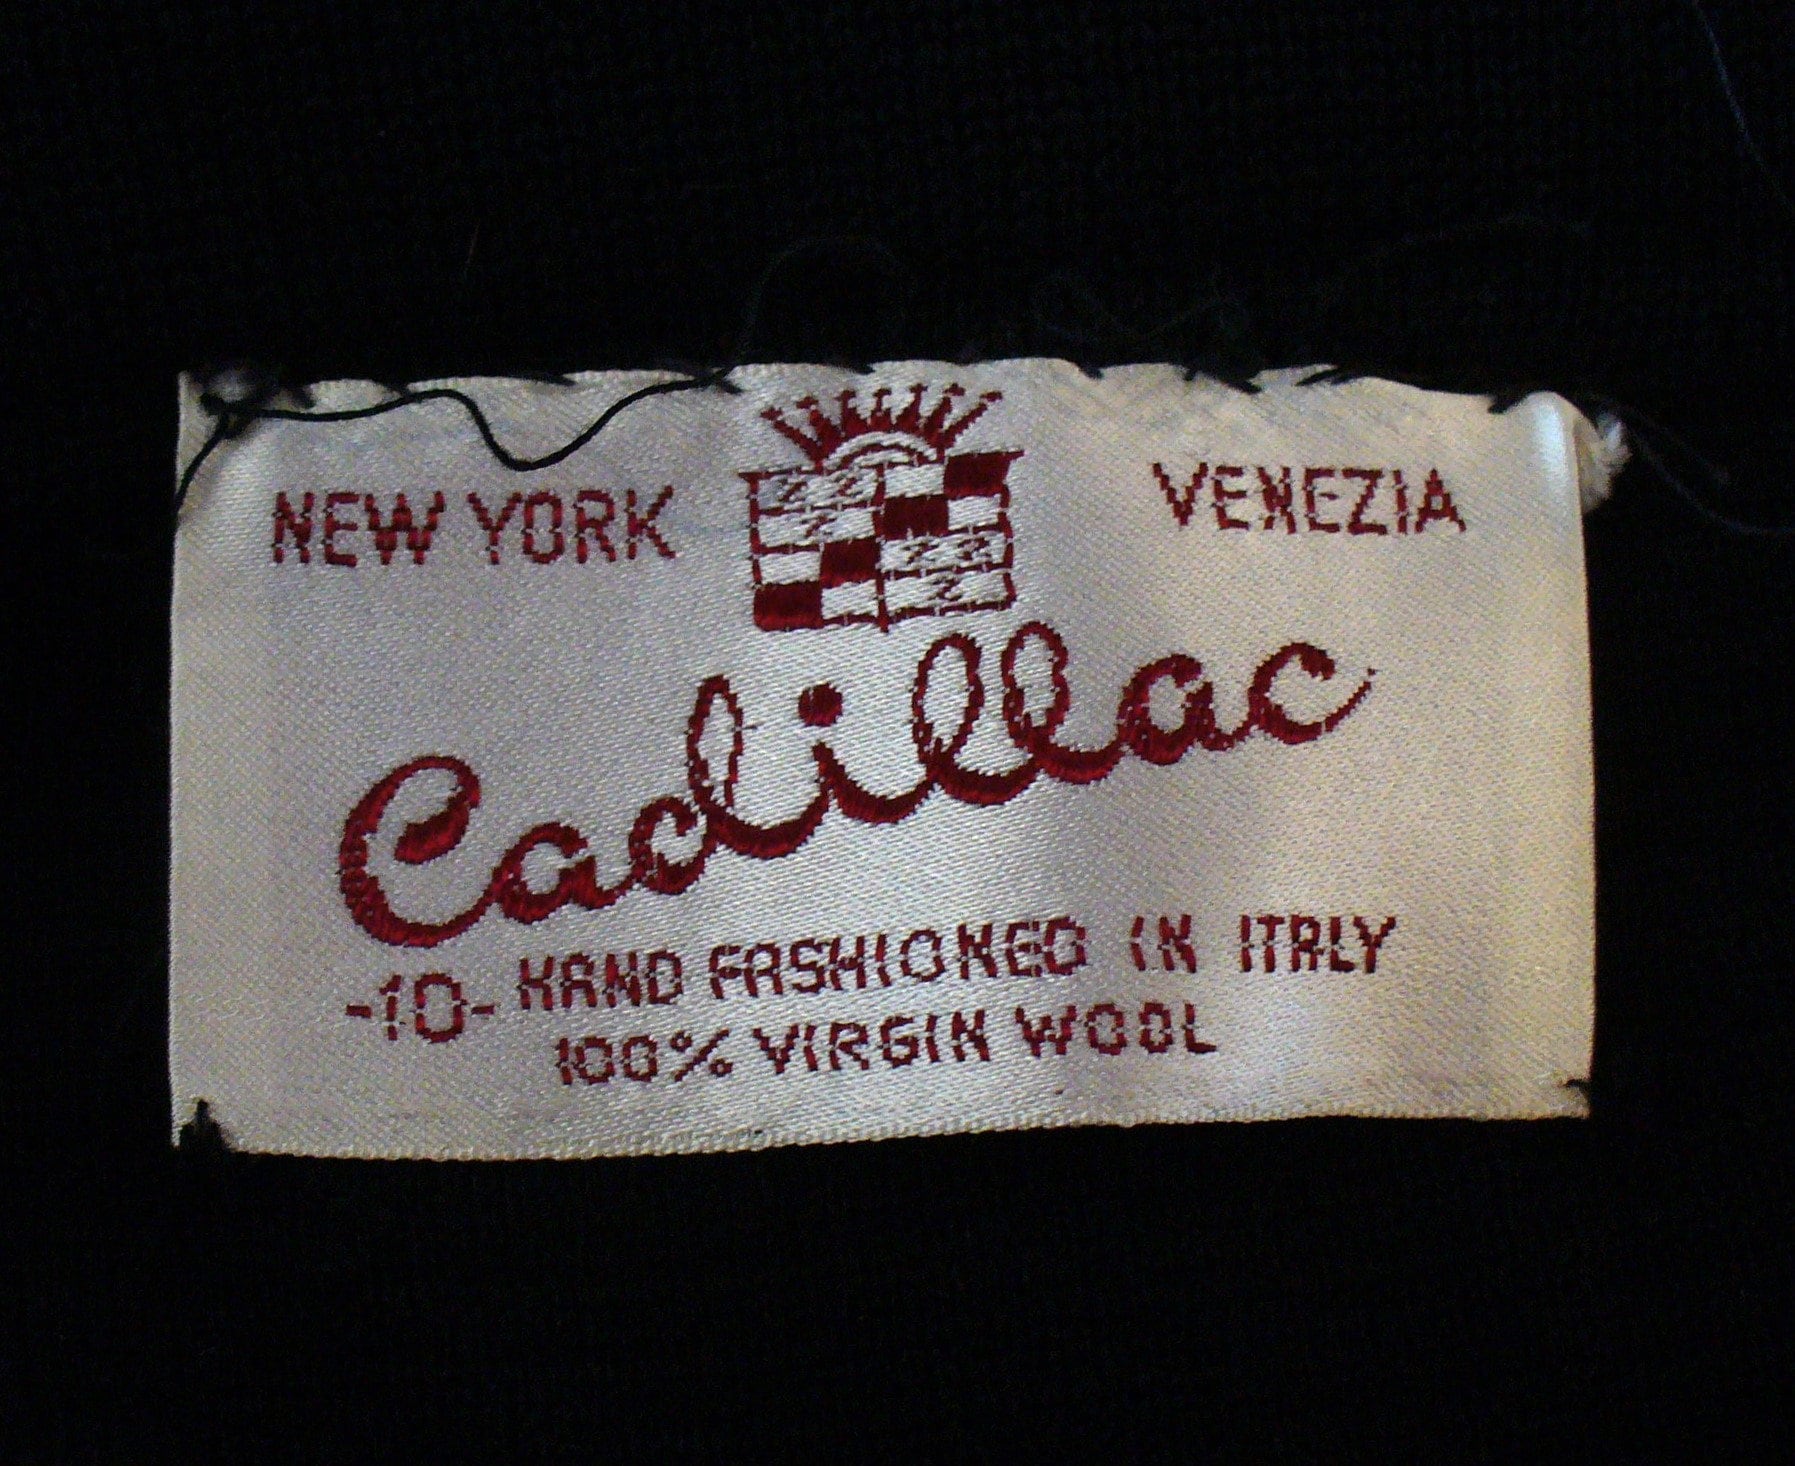 NEW YORK VENEZIA
Cadillac
-10- HAND FASHIONED IN ITALY
100% VIRGIN WOOL